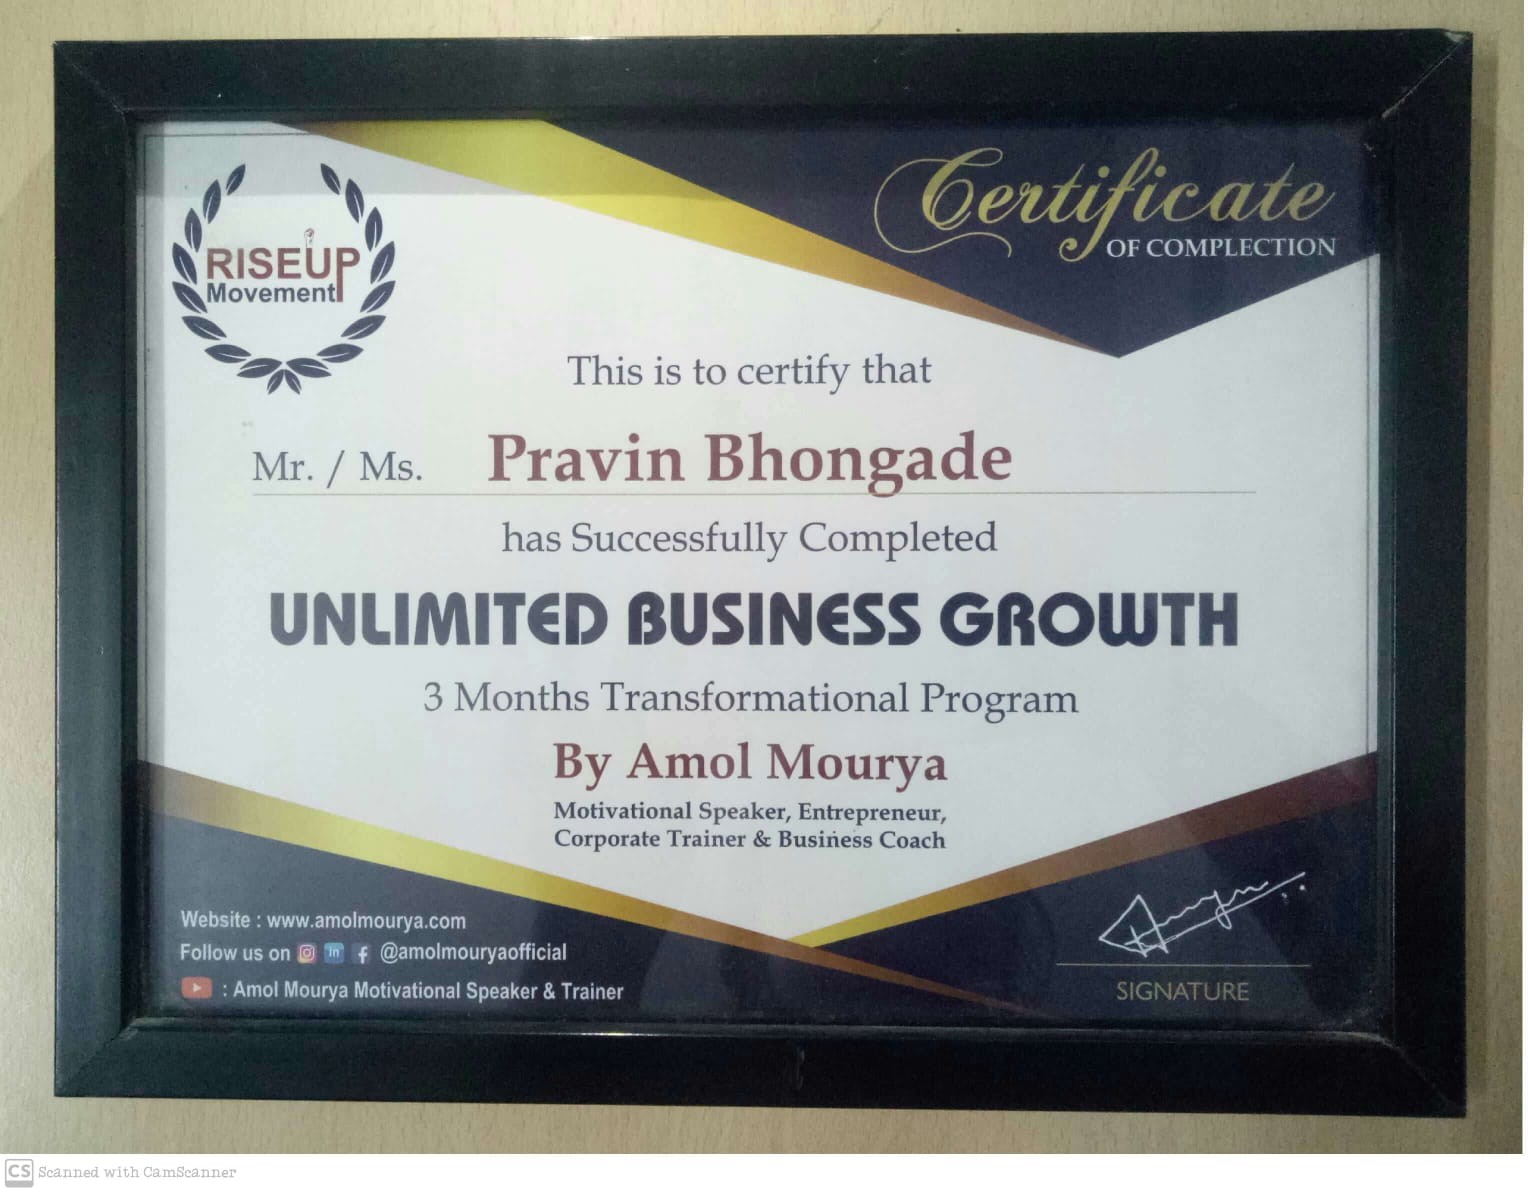 RISEUP
Movement
Certificate
OF COMPLECTION
This is to certify that
Mr. / Ms. Pravin Bhongade
has Successfully Completed
UNLIMITED BUSINESS GROWTH
3 Months Transformational Program
By Amol Mourya
Motivational Speaker, Entrepreneur,
Corporate Trainer & Business Coach
Website : www.amolmourya.com
Follow us on @amolmouryaofficial
: Amol Mourya Motivational Speaker & Trainer
SIGNATURE
CS Scanned with CamScanner